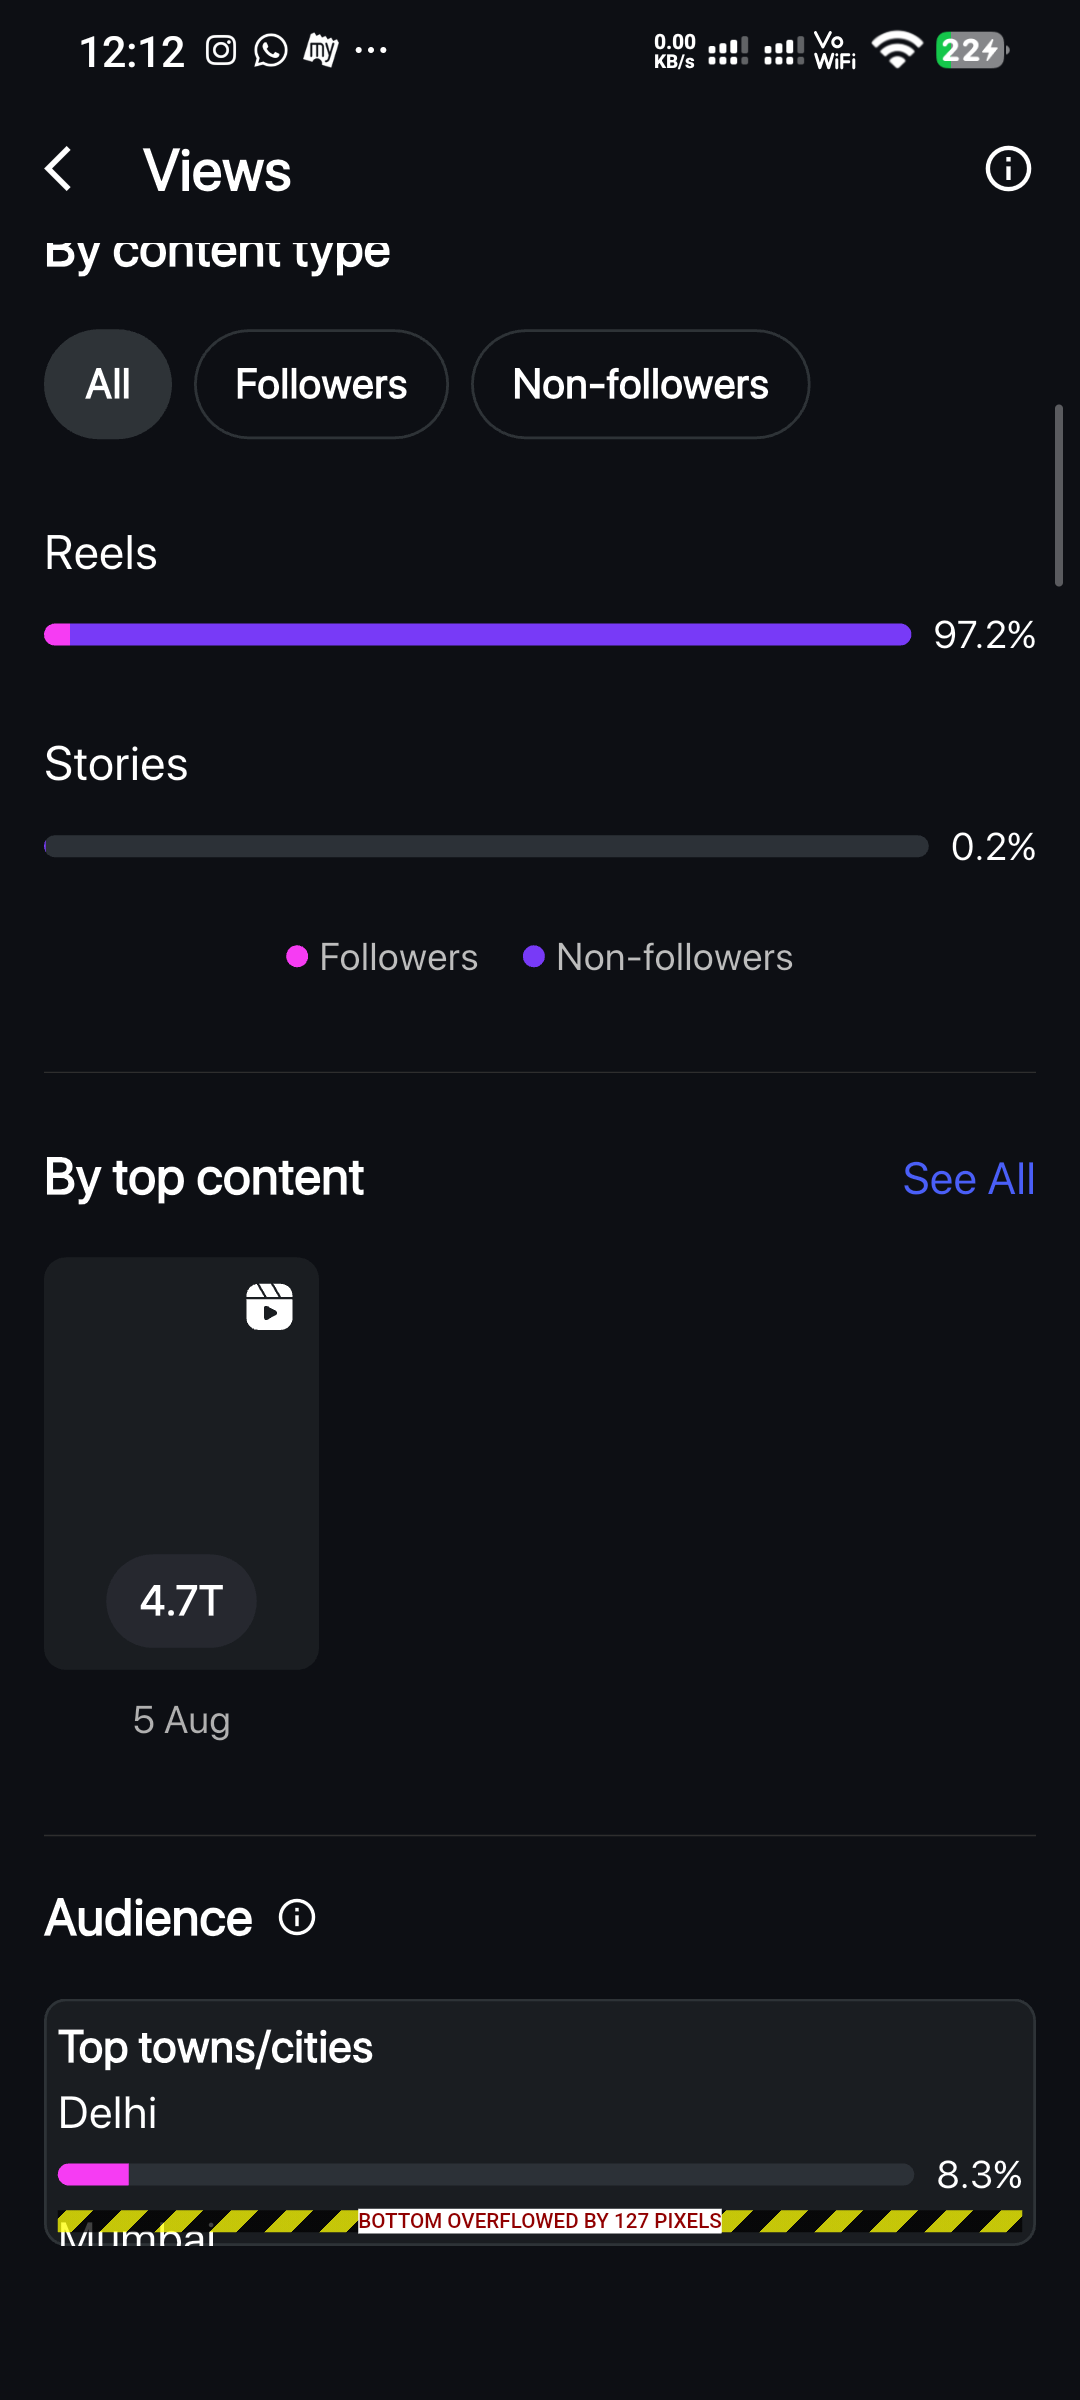 12:12
my
0.00
KB/s
Vo
WiFi
22
Views
By content type
All
Followers
Non-followers
Reels
97.2%
Stories
0.2%
Followers
Non-followers
By top content
See All
4.7T
5 Aug
Audience
Top towns/cities
Delhi
8.3%
BOTTOM OVERFLOWED BY 127 PIXELS
Mumbai